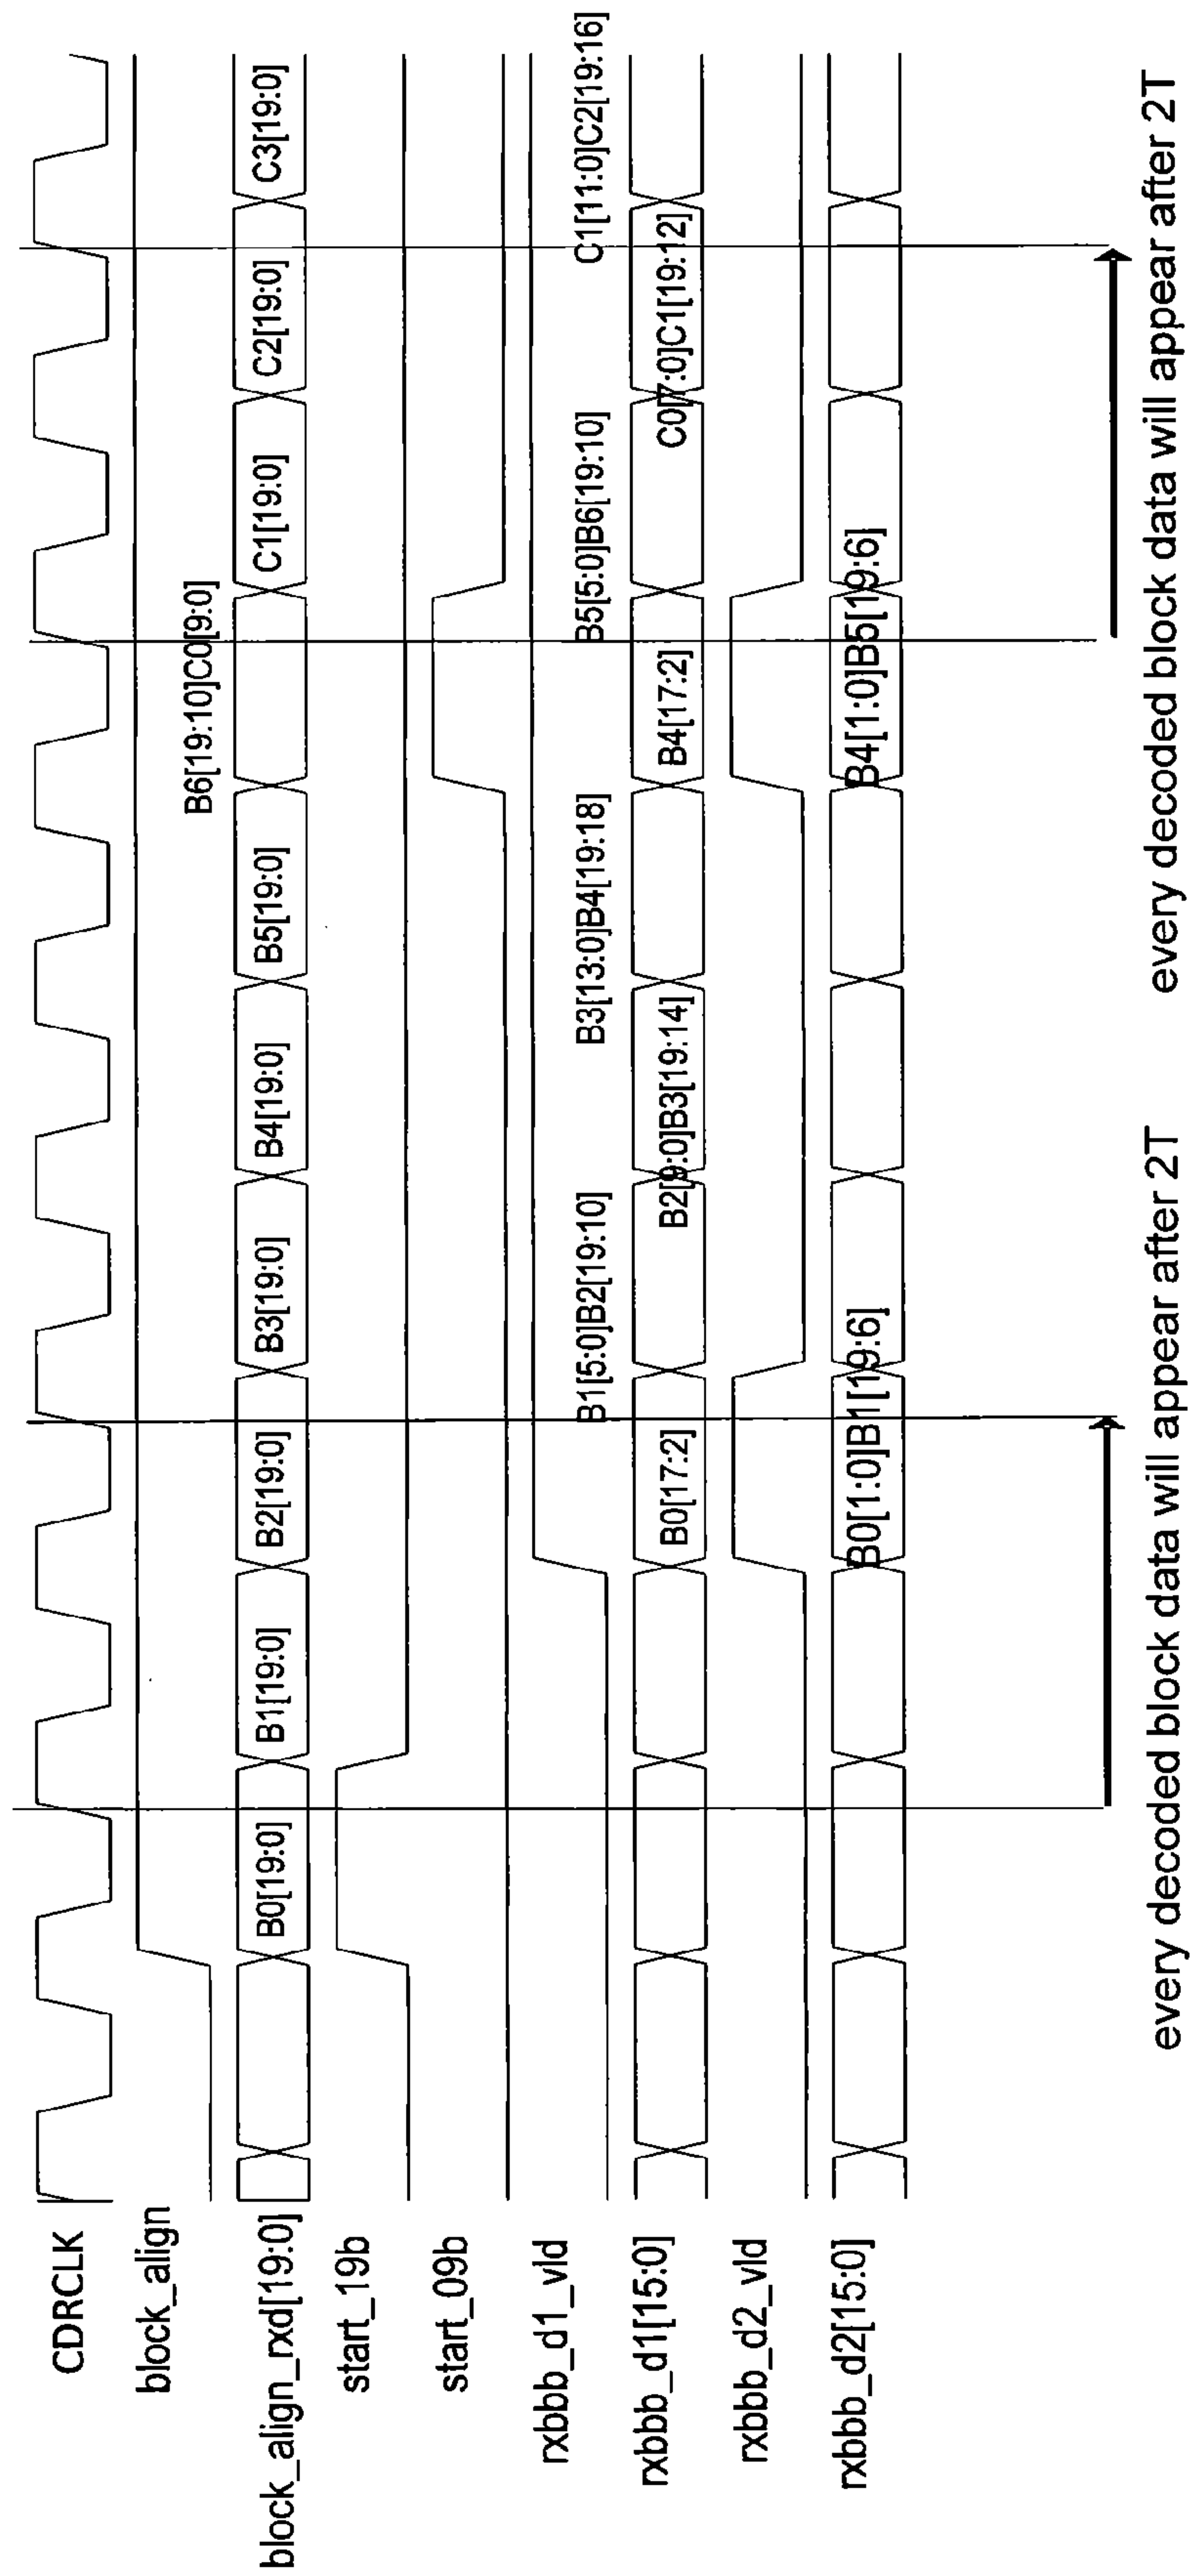 CDRCLK
block_align
B6[19:10]C0[9:0]
block_align_rxd[19:0]
B0[19:0]
B1[19:0]
B2[19:0]
B3[19:0]
B4[19:0]
B5[19:0]
C1[19:0]
C2[19:0]
C3[19:0]
start_19b
start_09b
rxbbb_d1_vld
B1[5:0]B2[19:10]
B3[13:0]B4[19:18]
B5[5:0]B6[19:10]
C1[11:0]C2[19:16]
rxbbb_d1[15:0]
B0[17:2]
B2[9:0]B3[19:14]
B4[17:2]
C0[7:0]C1[19:12]
rxbbb_d2_vld
rxbbb_d2[15:0]
B0[1:0]B1[19:6]
B4[1:0]B5[19:6]
every decoded block data will appear after 2T
every decoded block data will appear after 2T